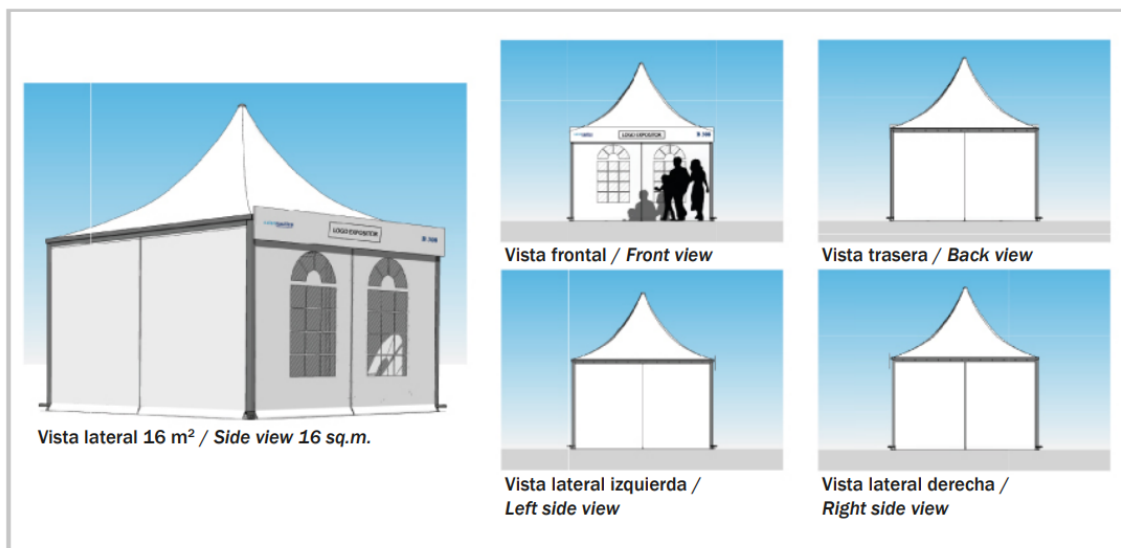 LOGO EXPOSITOR
Vista lateral 16 m² / Side view 16 sq.m.
LOGO EXPOSITOR
Vista frontal / Front view
Vista trasera / Back view
Vista lateral izquierda /
Left side view
Vista lateral derecha /
Right side view